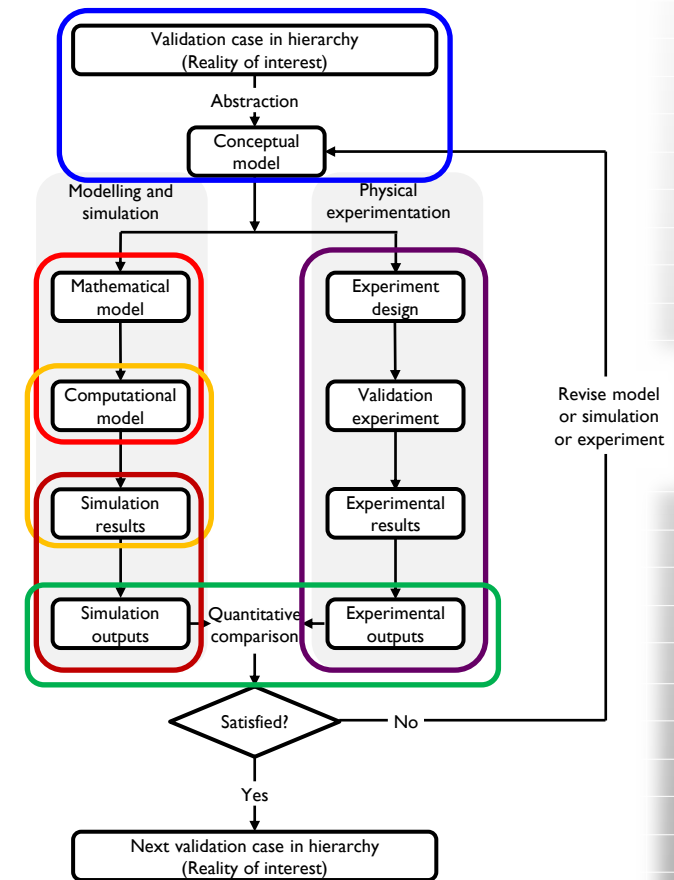 Validation case in hierarchy
(Reality of interest)
Abstraction
Conceptual
model
Modelling and
simulation
Physical
experimentation
Mathematical
model
Experiment
design
Computational
model
Validation
experiment
Revise model
or simulation
or experiment
Simulation
results
Experimental
results
Simulation
outputs
Quantitative
comparison
Experimental
outputs
Satisfied?
No
Yes
Next validation case in hierarchy
(Reality of interest)